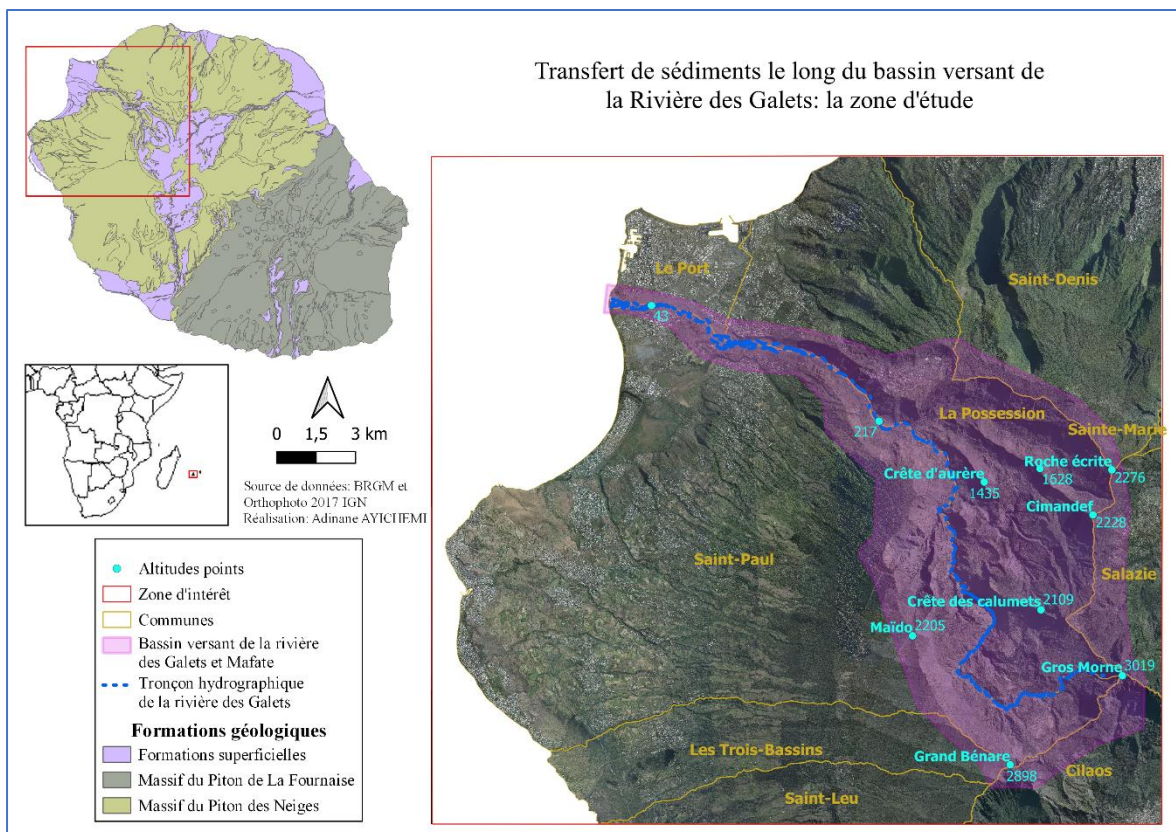 Transfert de sédiments le long du bassin versant de
la Rivière des Galets: la zone d'étude
0 1,5 3 km
Source de données: BRGM et
Orthophoto 2017 IGN
Réalisation: Adinane AYICHEMI
Altitudes points
Zone d'intérêt
Communes
Bassin versant de la rivière
des Galets et Mafate
Tronçon hydrographique
de la rivière des Galets
Formations géologiques
Formations superficielles
Massif du Piton de La Fournaise
Massif du Piton des Neiges
Le Port
Saint-Denis
43
La Possession
217
Sainte-Marie
Roche écrite
Crête d'aurère
1628
2276
1435
Cimandef
2228
Saint-Paul
Salazie
Crête des calumets
2109
Maïdo
2205
Gros Morne
3019
Les Trois-Bassins
Grand Bénare
2898
Cilaos
Saint-Leu